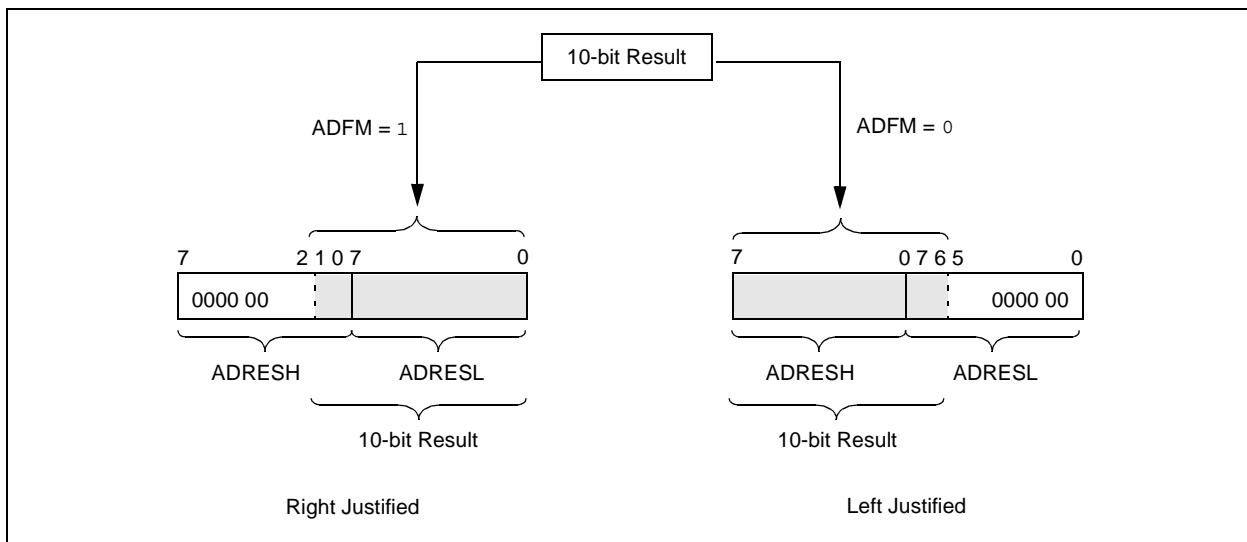 10-bit Result
ADFM = 1
ADFM = 0
7 2 1 0 7 0
7 0 7 6 5 0
0000 00
0000 00
ADRESH ADRESL
ADRESH ADRESL
10-bit Result
10-bit Result
Right Justified
Left Justified